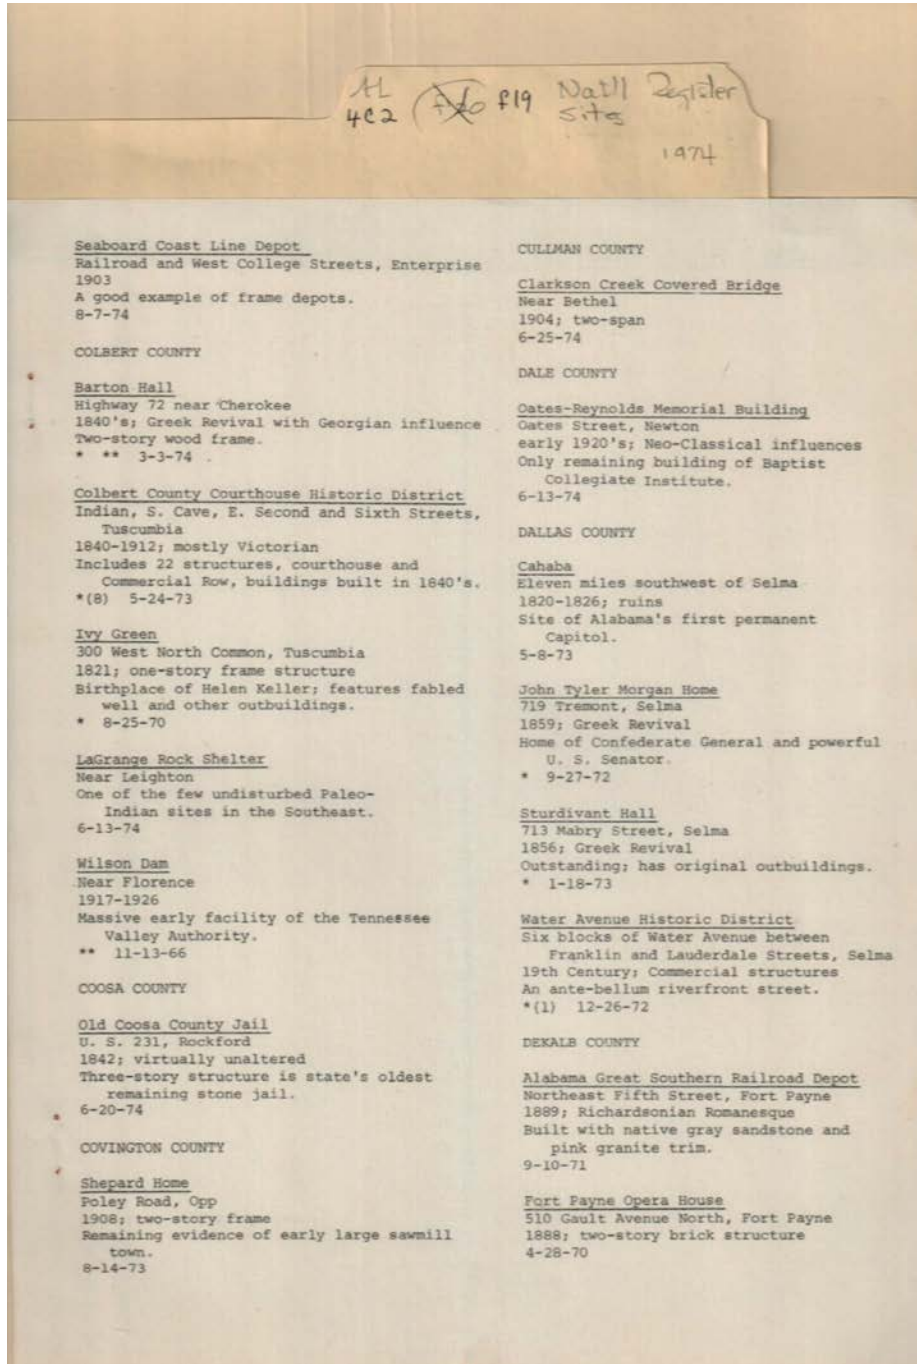 AL
4C2 f19 Nat'll Register
Sites
1974
Seaboard Coast Line Depot
Railroad and West College Streets, Enterprise
1903
A good example of frame depots.
8-7-74
COLBERT COUNTY
Barton Hall
Highway 72 near Cherokee
1840's; Greek Revival with Georgian influence
Two-story wood frame.
* ** 3-3-74
Colbert County Courthouse Historic District
Indian, S. Cave, E. Second and Sixth Streets,
Tuscumbia
1840-1912; mostly Victorian
Includes 22 structures, courthouse and
Commercial Row, buildings built in 1840's.
*(8) 5-24-73
Ivy Green
300 West North Common, Tuscumbia
1821; one-story frame structure
Birthplace of Helen Keller; features fabled
well and other outbuildings.
* 8-25-70
LaGrange Rock Shelter
Near Leighton
One of the few undisturbed Paleo-
Indian sites in the Southeast.
6-13-74
Wilson Dam
Near Florence
1917-1926
Massive early facility of the Tennessee
Valley Authority.
** 11-13-66
COOSA COUNTY
Old Coosa County Jail
U. S. 231, Rockford
1842; virtually unaltered
Three-story structure is state's oldest
remaining stone jail.
6-20-74
COVINGTON COUNTY
Shepard Home
Poley Road, Opp
1908; two-story frame
Remaining evidence of early large sawmill
town.
8-14-73
CULLMAN COUNTY
Clarkson Creek Covered Bridge
Near Bethel
1904; two-span
6-25-74
DALE COUNTY
Oates-Reynolds Memorial Building
Oates Street, Newton
early 1920's; Neo-Classical influences
Only remaining building of Baptist
Collegiate Institute.
6-13-74
DALLAS COUNTY
Cahaba
Eleven miles southwest of Selma
1820-1826; ruins
Site of Alabama's first permanent
Capitol.
5-8-73
John Tyler Morgan Home
719 Tremont, Selma
1859; Greek Revival
Home of Confederate General and powerful
U. S. Senator.
* 9-27-72
Sturdivant Hall
713 Mabry Street, Selma
1856; Greek Revival
Outstanding; has original outbuildings.
* 1-18-73
Water Avenue Historic District
Six blocks of Water Avenue between
Franklin and Lauderdale Streets, Selma
19th Century; Commercial structures
An ante-bellum riverfront street.
*(1) 12-26-72
DEKALB COUNTY
Alabama Great Southern Railroad Depot
Northeast Fifth Street, Fort Payne
1889; Richardsonian Romanesque
Built with native gray sandstone and
pink granite trim.
9-10-71
Fort Payne Opera House
510 Gault Avenue North, Fort Payne
1888; two-story brick structure
4-28-70